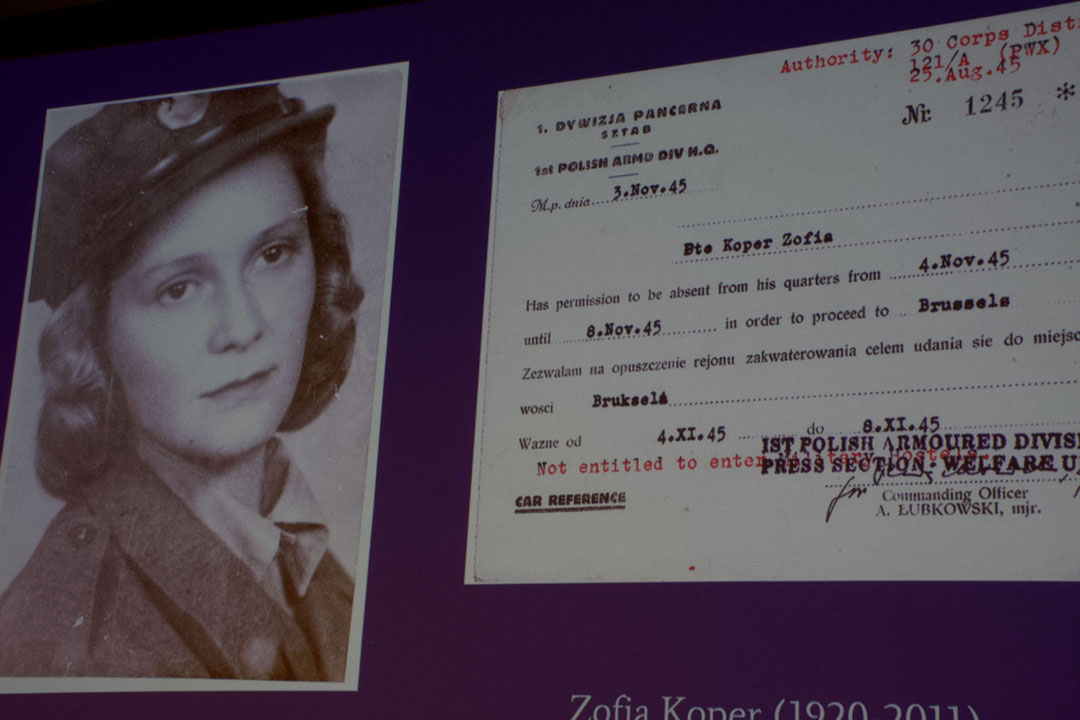 Authority: 30 Corps Dist
121/A (PWX)
25.Aug.45
Nr. 1245 *
1. DYWIZJA PANCERNA
SZTAB
1st POLISH ARMD DIV H.Q.
M.p. dnia 3.Nov.45
Bte Koper Zofia
Has permission to be absent from his quarters from 4.Nov.45
until 8.Nov.45 in order to proceed to Brussels
Zezwalam na opuszczenie rejonu zakwaterowania celem udania sie do miejsc
wosci Brukselá
Wazne od 4.XI.45 do 8.XI.45
1ST POLISH ARMOURED DIVIS
Not entitled to enter Military Hostels.
PRESS SECTION- WELFARE U
for
CAR REFERENCE
Commanding Officer
A. ŁUBKOWSKI, mjr.
Zofia Koper (1920-2011)